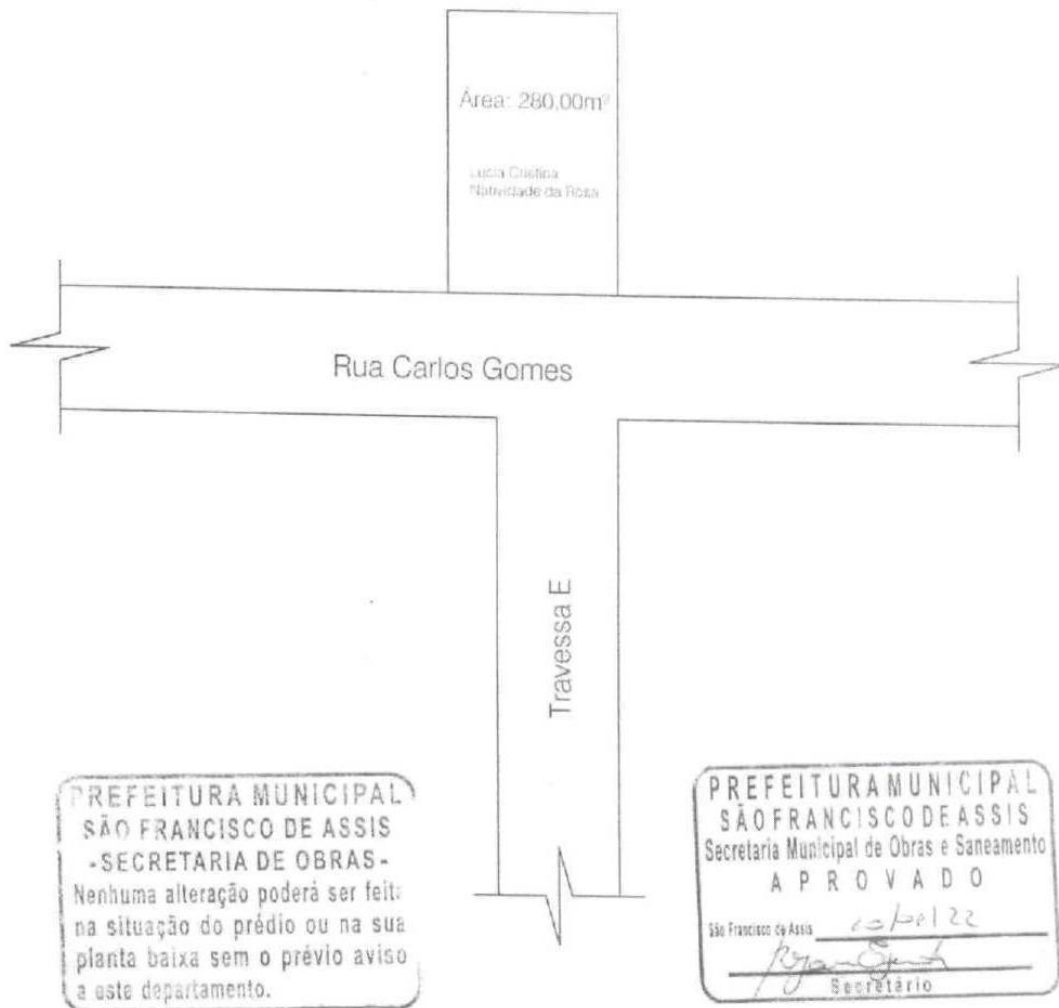 Área: 280,00m²
Lucia Cristina
Natividade da Rosa
Rua Carlos Gomes
Travessa E
PREFEITURA MUNICIPAL
SÃO FRANCISCO DE ASSIS
-SECRETARIA DE OBRAS-
Nenhuma alteração poderá ser feita
na situação do prédio ou na sua
planta baixa sem o prévio aviso
a este departamento.
PREFEITURA MUNICIPAL
SÃO FRANCISCO DE ASSIS
Secretaria Municipal de Obras e Saneamento
APROVADO
São Francisco de Assis
Secretário